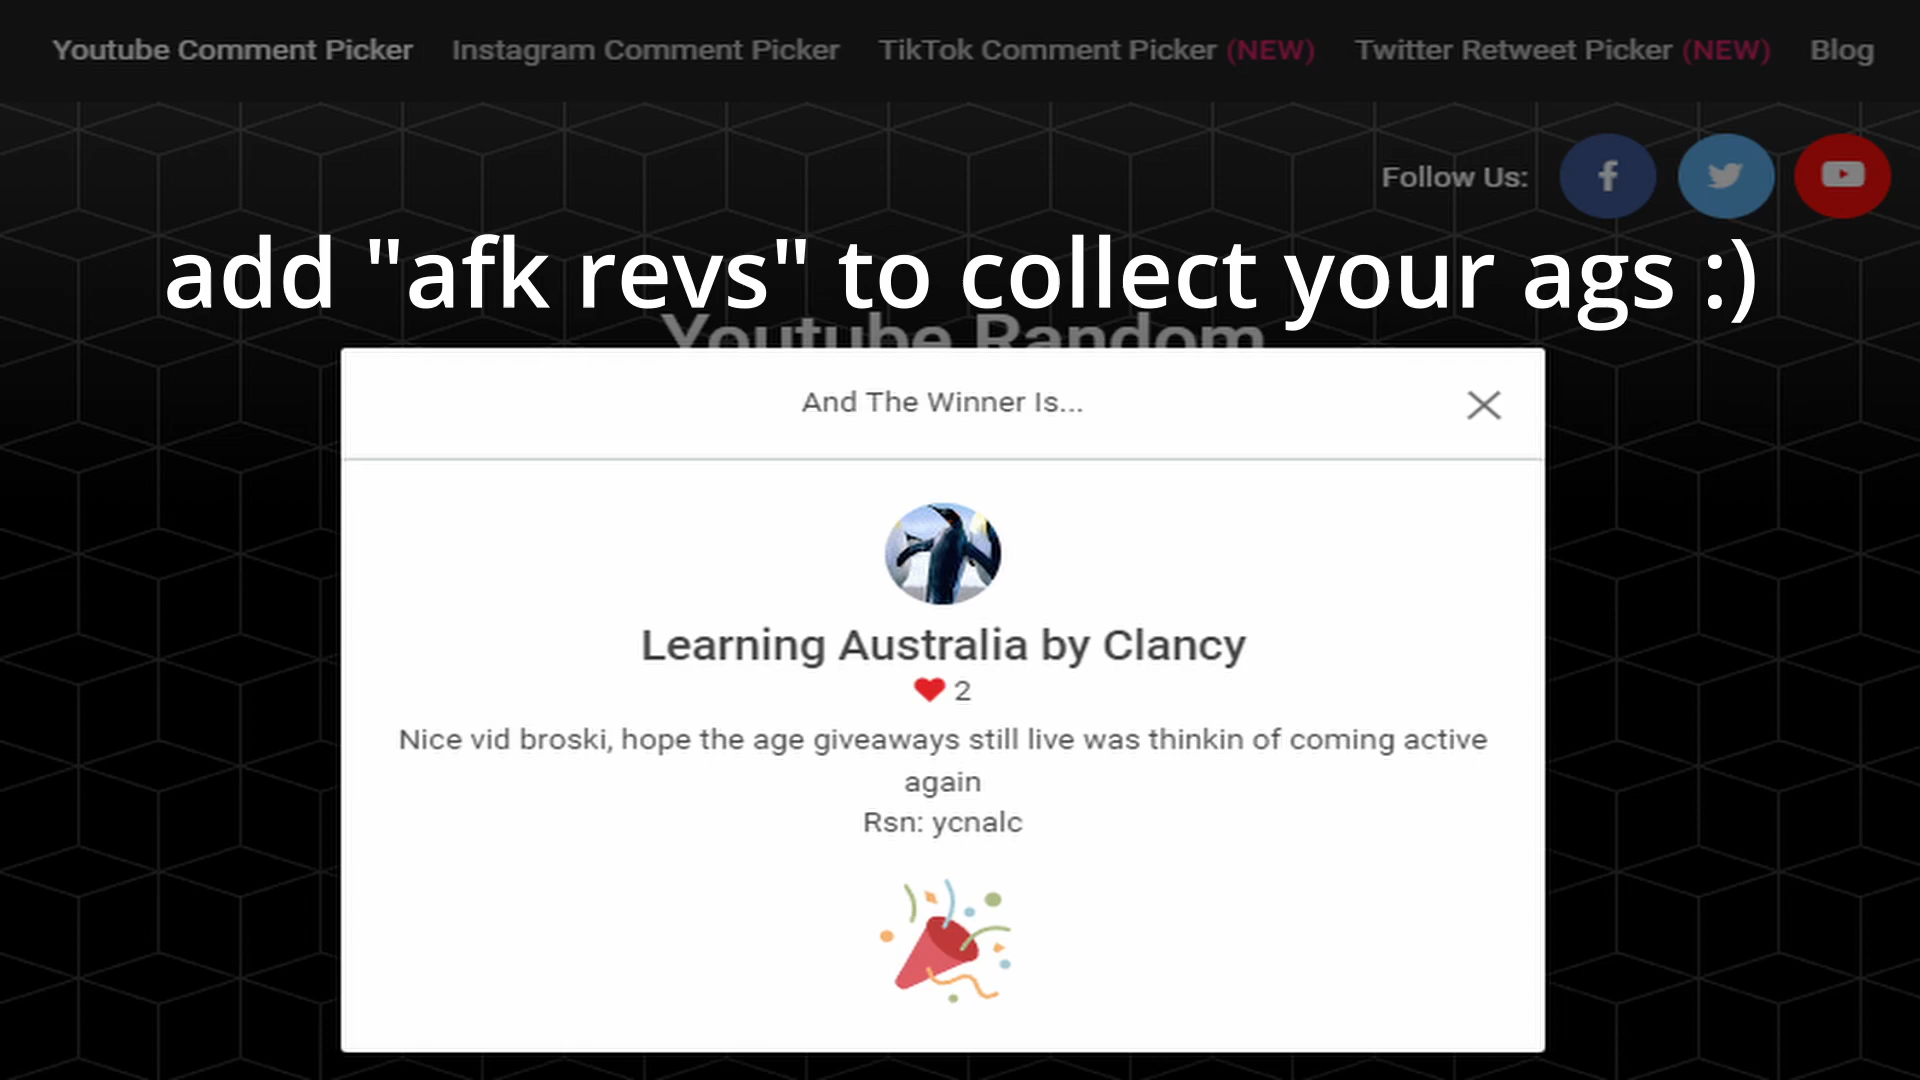 Youtube Comment Picker Instagram Comment Picker TikTok Comment Picker (NEW) Twitter Retweet Picker (NEW) Blog
Follow Us:
add "afk revs" to collect your ags :)
Youtube Random
And The Winner Is...
Learning Australia by Clancy
2
Nice vid broski, hope the age giveaways still live was thinkin of coming active
again
Rsn: ycnalc